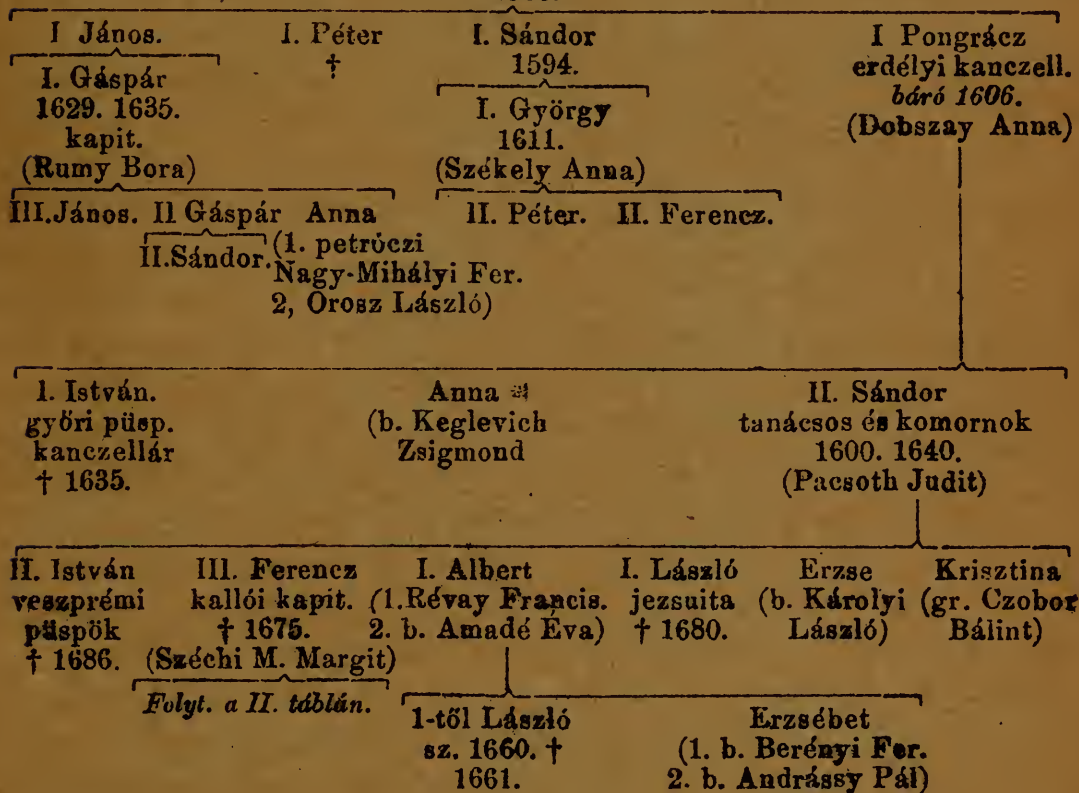 I János. I. Péter I. Sándor I Pongrácz
† 1594. erdélyi kanczell.
I. Gáspár báró 1606.
1629. 1635. I. György (Dobszay Anna)
kapit. 1611.
(Rumy Bora) (Székely Anna)
III.János. II Gáspár Anna II. Péter. II. Ferencz.
II.Sándor. (1. petróczi
Nagy-Mihályi Fer.
2, Orosz László)
I. István. Anna II. Sándor
győri püsp. (b. Keglevich tanácsos és komornok
kanczellár Zsigmond 1600. 1640.
† 1635. (Pacsoth Judit)
II. István III. Ferencz I. Albert I. László Erzse Krisztina
veszprémi kallói kapit. (1.Révay Francis. jezsuita (b. Károlyi (gr. Czobor
püspök † 1675. 2. b. Amadé Éva) † 1680. László) Bálint)
† 1686. (Széchi M. Margit)
Folyt. a II. táblán.
1-től László Erzsébet
sz. 1660. † (1. b. Berényi Fer.
1661. 2. b. Andrássy Pál)